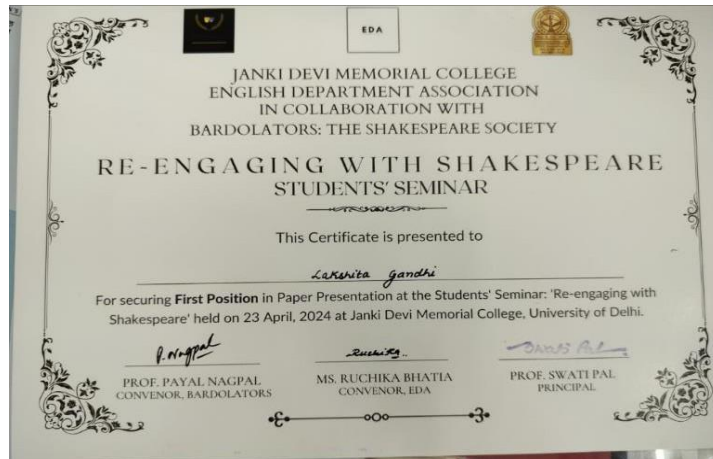 EDA
JANKI DEVI MEMORIAL COLLEGE
ENGLISH DEPARTMENT ASSOCIATION
IN COLLABORATION WITH
BARDOLATORS: THE SHAKESPEARE SOCIETY
RE-ENGAGING WITH SHAKESPEARE
STUDENTS' SEMINAR
This Certificate is presented to
Lakshita Gandhi
For securing First Position in Paper Presentation at the Students' Seminar: 'Re-engaging with
Shakespeare' held on 23 April, 2024 at Janki Devi Memorial College, University of Delhi.
P. Nagpal Ruchika Swati Pal
PROF. PAYAL NAGPAL MS. RUCHIKA BHATIA PROF. SWATI PAL
CONVENOR, BARDOLATORS CONVENOR, EDA PRINCIPAL